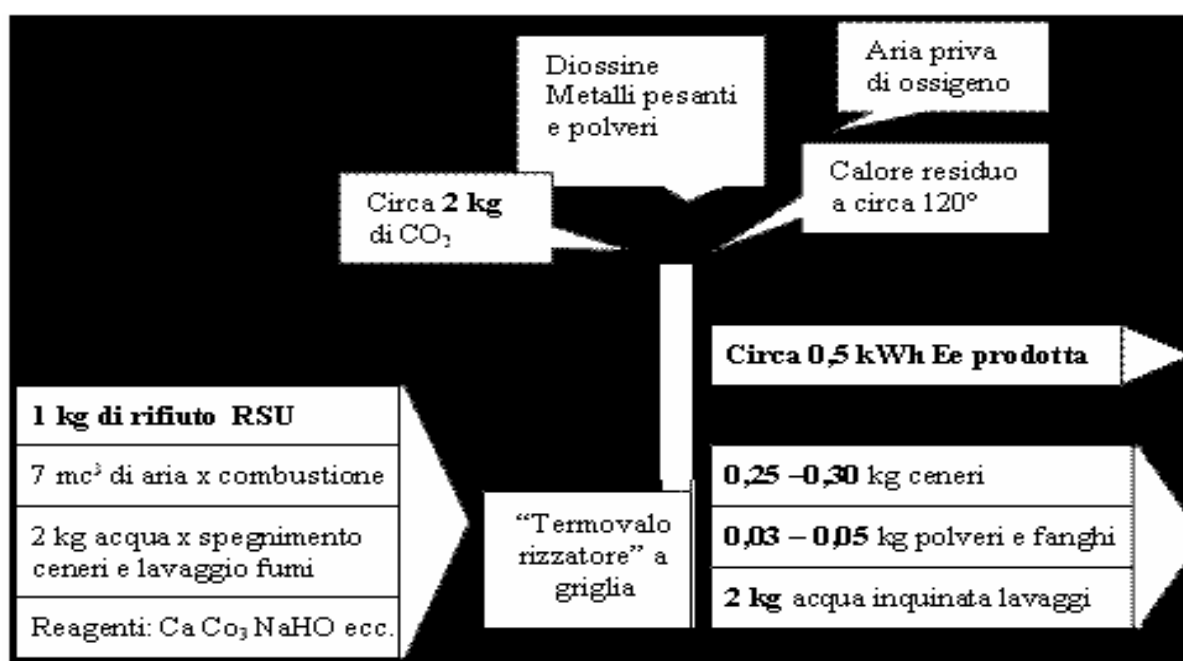 Diossine
Metalli pesanti
e polveri
Aria priva
di ossigeno
Circa 2 kg
di CO₂
Calore residuo
a circa 120°
Circa 0,5 kWh Ee prodotta
1 kg di rifiuto RSU
7 mc³ di aria x combustione
2 kg acqua x spegnimento
ceneri e lavaggio fumi
Reagenti: Ca Co₃ NaHO ecc.
“Termovalo
rizzatore” a
griglia
0,25 –0,30 kg ceneri
0,03 – 0,05 kg polveri e fanghi
2 kg acqua inquinata lavaggi